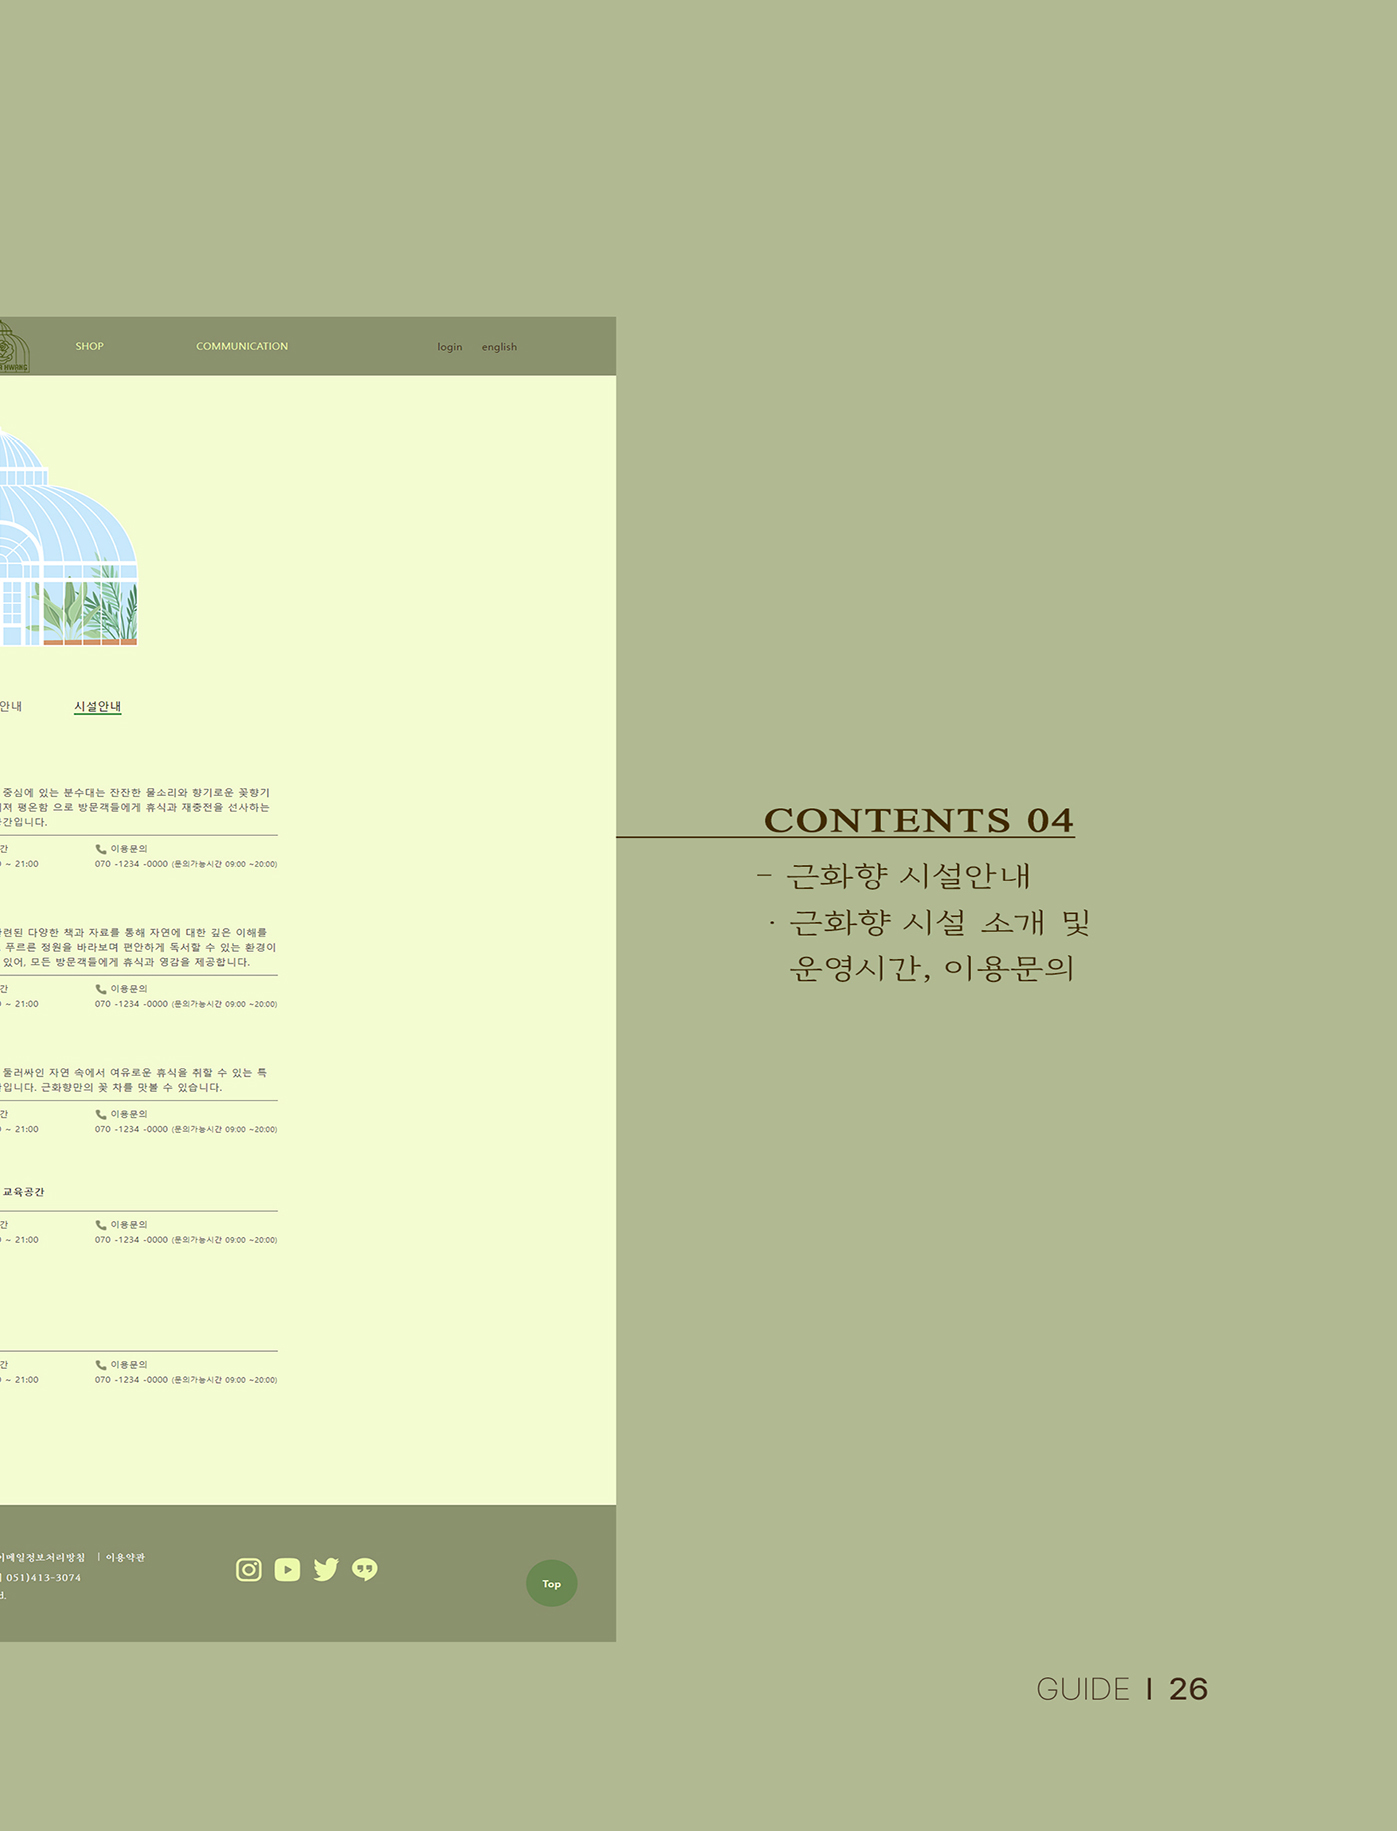 SHOP COMMUNICATION login english
안내 시설안내
중심에 있는 분수대는 잔잔한 물소리와 향기로운 꽃향기
평온함 으로 방문객들에게 휴식과 재충전을 선사하는
간입니다.
간 이용문의
~ 21:00 070 -1234 -0000 (문의가능시간 09:00 ~20:00)
련된 다양한 책과 자료를 통해 자연에 대한 깊은 이해를
푸르른 정원을 바라보며 편안하게 독서할 수 있는 환경이
있어, 모든 방문객들에게 휴식과 영감을 제공합니다.
간 이용문의
~ 21:00 070 -1234 -0000 (문의가능시간 09:00 ~20:00)
둘러싸인 자연 속에서 여유로운 휴식을 취할 수 있는 특
입니다. 근화향만의 꽃 차를 맛볼 수 있습니다.
간 이용문의
~ 21:00 070 -1234 -0000 (문의가능시간 09:00 ~20:00)
교육공간
간 이용문의
~ 21:00 070 -1234 -0000 (문의가능시간 09:00 ~20:00)
간 이용문의
~ 21:00 070 -1234 -0000 (문의가능시간 09:00 ~20:00)
이메일정보처리방침 | 이용약관
| 051)413-3074
d.
Top
CONTENTS 04
- 근화향 시설안내
· 근화향 시설 소개 및
운영시간, 이용문의
GUIDE | 26